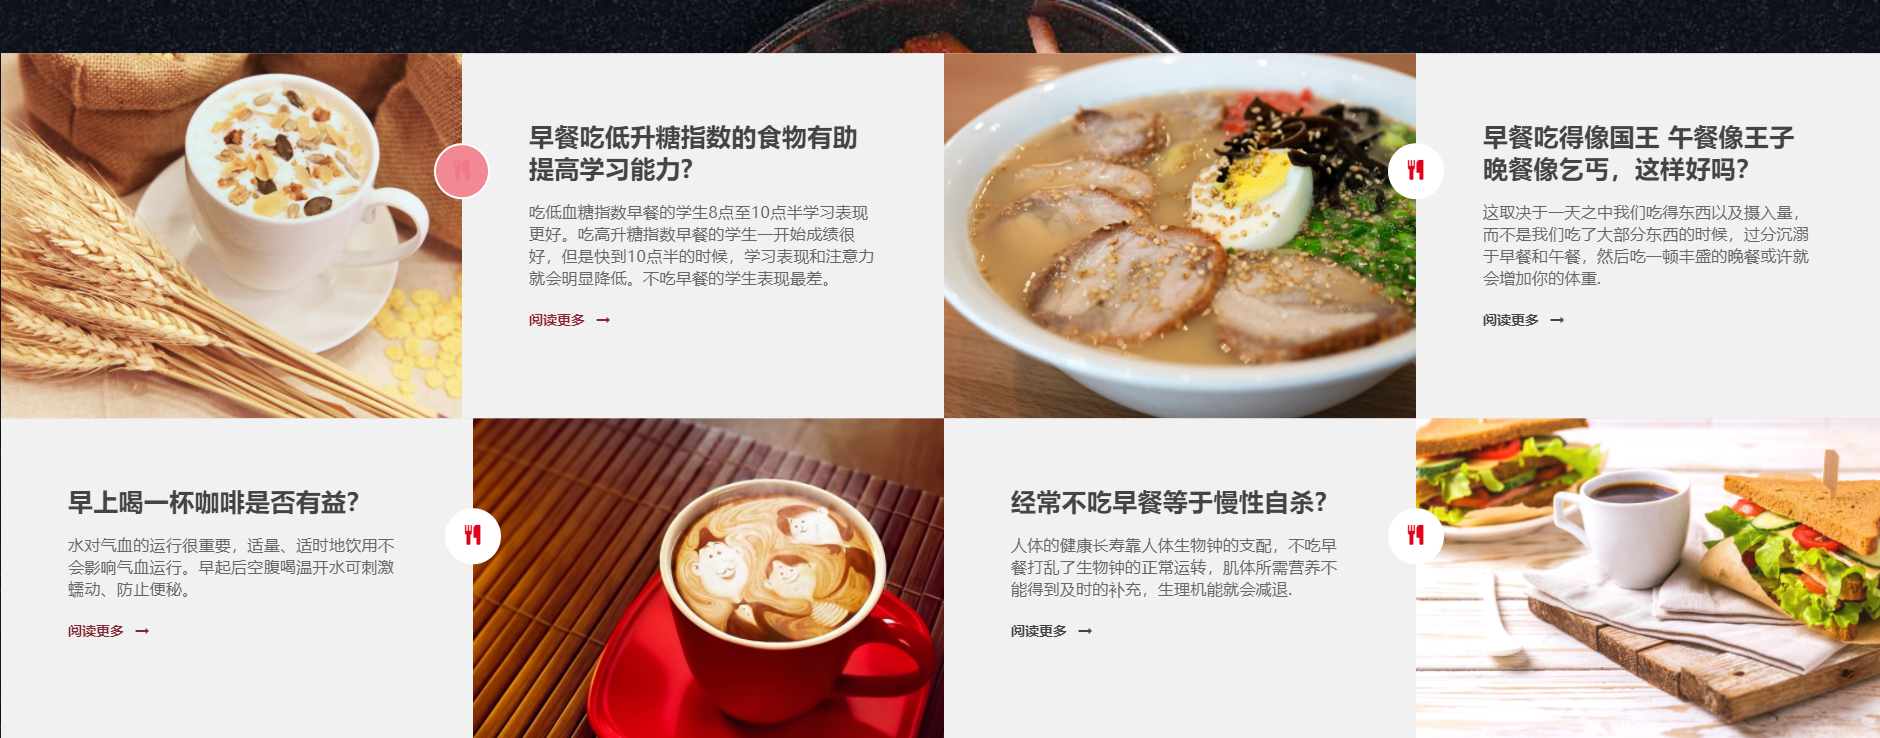 早餐吃低升糖指数的食物有助
提高学习能力?
吃低血糖指数早餐的学生8点至10点半学习表现
更好。吃高升糖指数早餐的学生一开始成绩很
好，但是快到10点半的时候，学习表现和注意力
就会明显降低。不吃早餐的学生表现最差。
阅读更多
早餐吃得像国王 午餐像王子
晚餐像乞丐，这样好吗?
这取决于一天之中我们吃得东西以及摄入量，
而不是我们吃了大部分东西的时候，过分沉溺
于早餐和午餐，然后吃一顿丰盛的晚餐或许就
会增加你的体重.
阅读更多
早上喝一杯咖啡是否有益?
水对气血的运行很重要，适量、适时地饮用不
会影响气血运行。早起后空腹喝温开水可刺激
蠕动、防止便秘。
阅读更多
经常不吃早餐等于慢性自杀?
人体的健康长寿靠人体生物钟的支配，不吃早
餐打乱了生物钟的正常运转，肌体所需营养不
能得到及时的补充，生理机能就会减退.
阅读更多